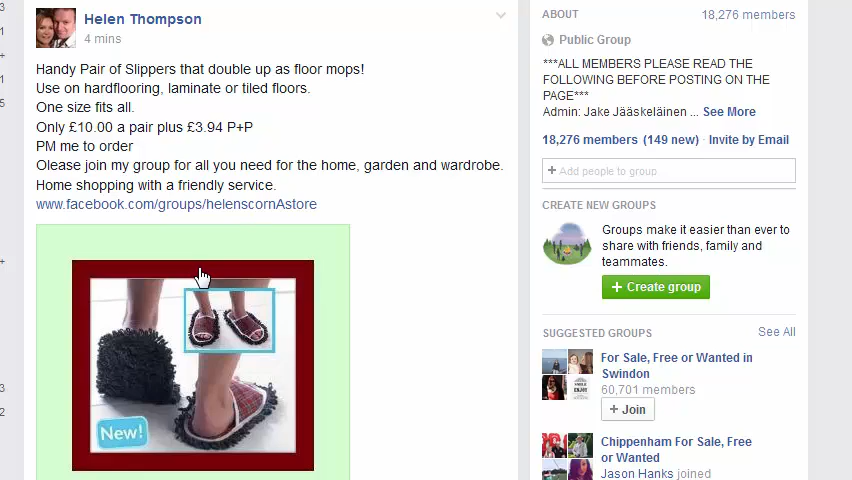 Helen Thompson
4 mins
Handy Pair of Slippers that double up as floor mops!
Use on hardflooring, laminate or tiled floors.
One size fits all.
Only £10.00 a pair plus £3.94 P+P
PM me to order
Olease join my group for all you need for the home, garden and wardrobe.
Home shopping with a friendly service.
www.facebook.com/groups/helenscornAstore
New!
ABOUT 18,276 members
Public Group
***ALL MEMBERS PLEASE READ THE
FOLLOWING BEFORE POSTING ON THE
PAGE***
Admin: Jake Jääskeläinen ... See More
18,276 members (149 new) · Invite by Email
+ Add people to group
CREATE NEW GROUPS
Groups make it easier than ever to
share with friends, family and
teammates.
+ Create group
SUGGESTED GROUPS See All
For Sale, Free or Wanted in
Swindon
60,701 members
+ Join
Chippenham For Sale, Free
or Wanted
Jason Hanks joined